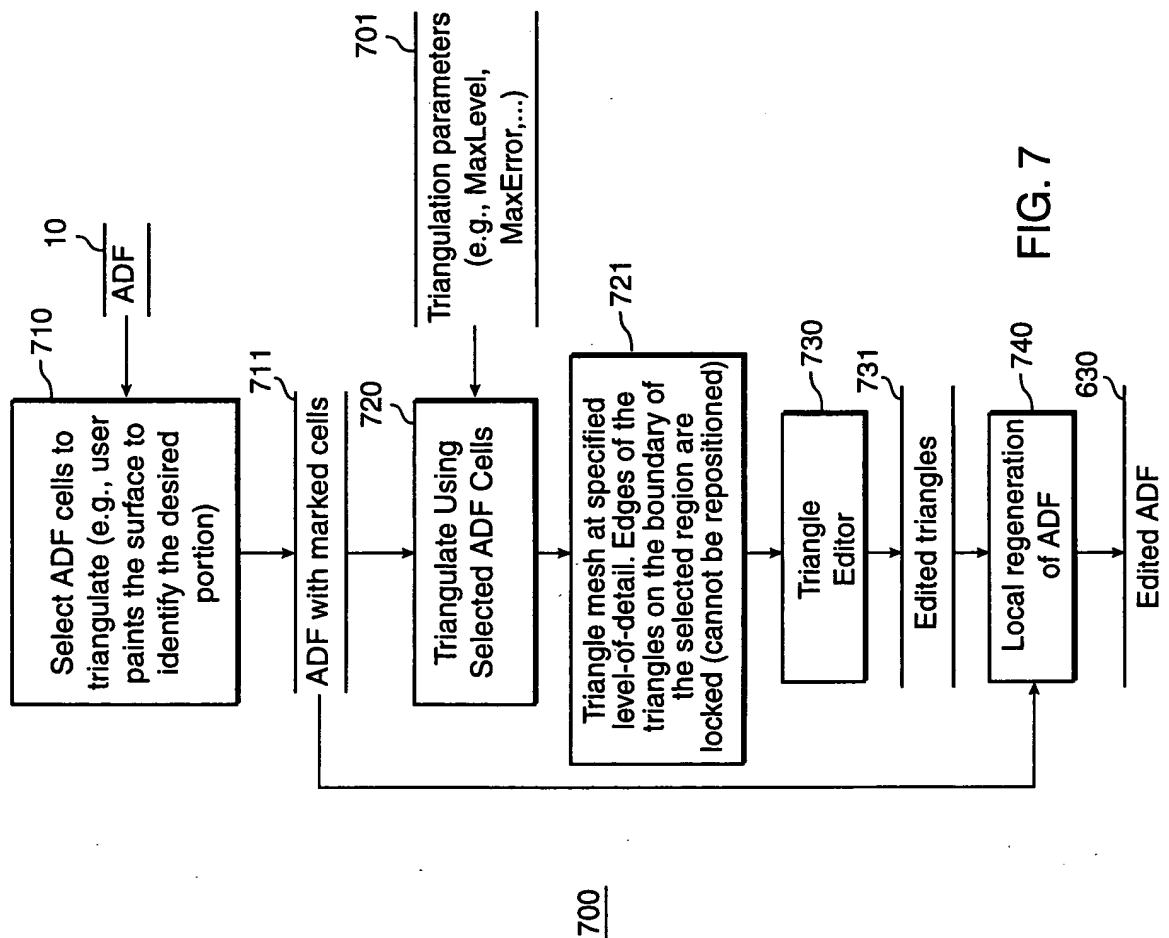 10
ADF
710
Select ADF cells to
triangulate (e.g., user
paints the surface to
identify the desired
portion)
711
ADF with marked cells
701
Triangulation parameters
(e.g., MaxLevel,
MaxError,...)
720
Triangulate Using
Selected ADF Cells
721
Triangle mesh at specified
level-of-detail. Edges of the
triangles on the boundary of
the selected region are
locked (cannot be repositioned)
730
Triangle
Editor
731
Edited triangles
740
Local regeneration
of ADF
630
Edited ADF
700
FIG. 7